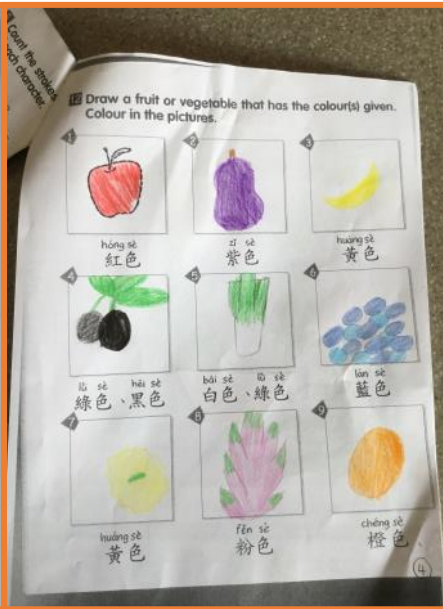 Count the strokes
each character.
12 Draw a fruit or vegetable that has the colour(s) given.
Colour in the pictures.
1
2
3
hóng sè
紅色
zǐ sè
紫色
huáng sè
黃色
4
5
6
lǜ sè hēi sè
綠色、黑色
bái sè lǜ sè
白色、綠色
lán sè
藍色
7
8
9
huáng sè
黃色
fěn sè
粉色
chéng sè
橙色
4